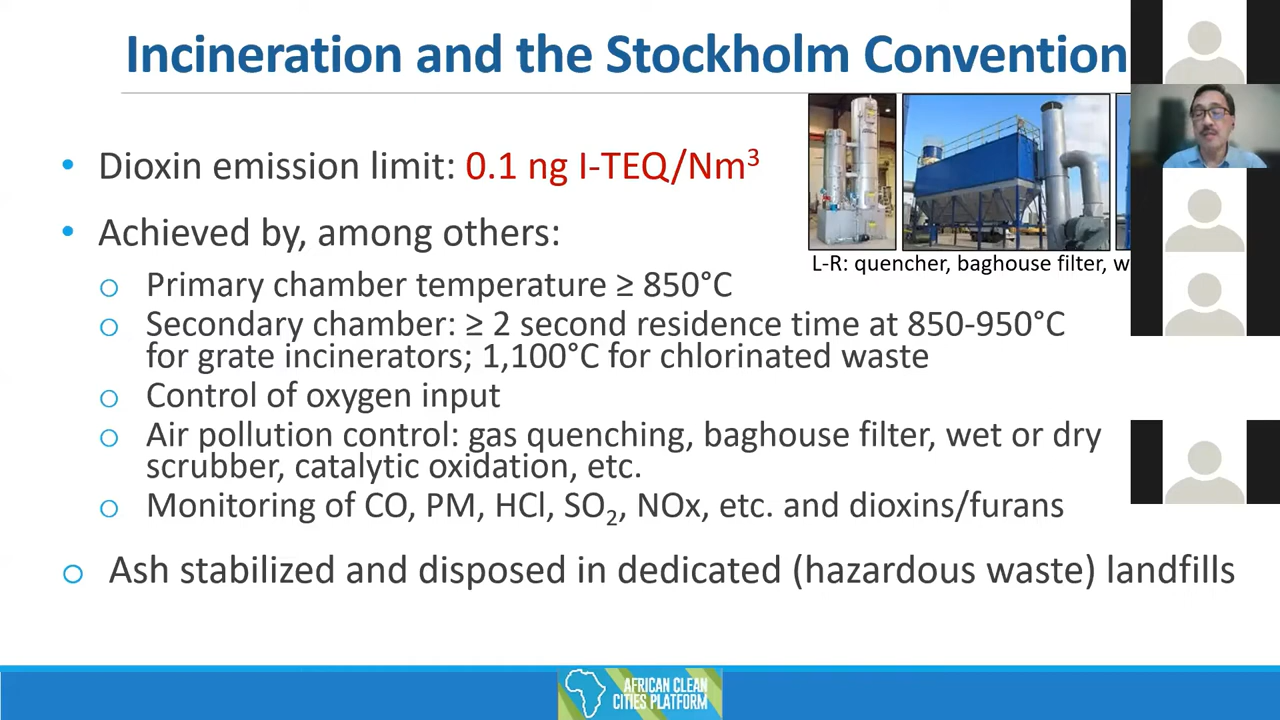 Incineration and the Stockholm Convention
• Dioxin emission limit: 0.1 ng I-TEQ/Nm³
• Achieved by, among others:
L-R: quencher, baghouse filter, w
o Primary chamber temperature ≥ 850°C
o Secondary chamber: ≥ 2 second residence time at 850-950°C
for grate incinerators; 1,100°C for chlorinated waste
o Control of oxygen input
o Air pollution control: gas quenching, baghouse filter, wet or dry
scrubber, catalytic oxidation, etc.
o Monitoring of CO, PM, HCl, SO₂, NOx, etc. and dioxins/furans
o Ash stabilized and disposed in dedicated (hazardous waste) landfills
AFRICAN CLEAN
CITIES PLATFORM